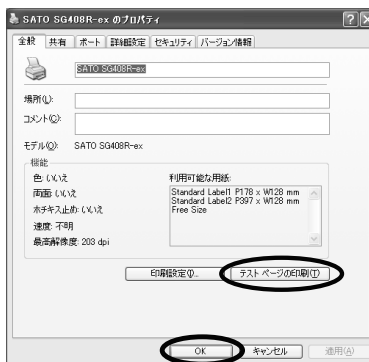 SATO SG408R-ex のプロパティ
全般 共有 ポート 詳細設定 セキュリティ バージョン情報
SATO SG408R-ex
場所(L):
コメント(C):
モデル(O): SATO SG408R-ex
機能
色: いいえ
両面: いいえ
ホチキス止め: いいえ
速度: 不明
最高解像度: 203 dpi
利用可能な用紙:
Standard Label1 P178 x W128 mm
Standard Label2 P397 x W128 mm
Free Size
印刷設定(I)... テスト ページの印刷(T)
OK キャンセル 適用(A)